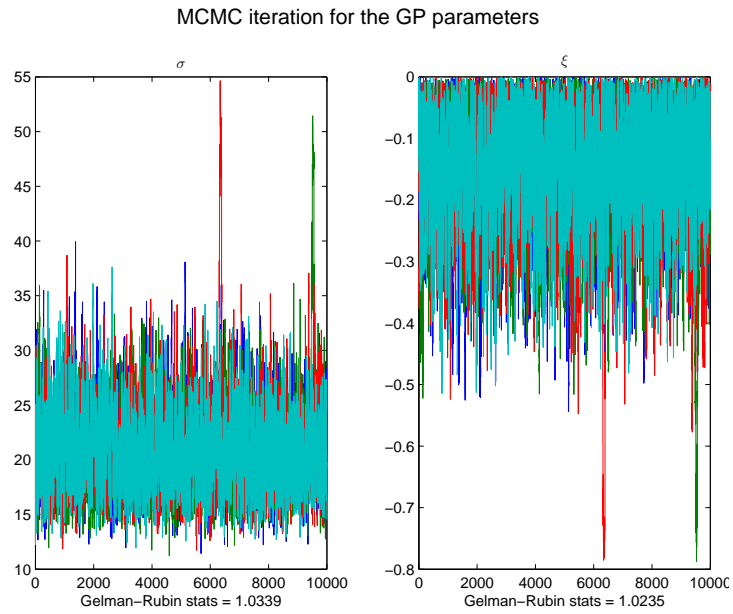 MCMC iteration for the GP parameters
σ
55
50
45
40
35
30
25
20
15
10
0 2000 4000 6000 8000 10000
Gelman−Rubin stats = 1.0339
ξ
0
−0.1
−0.2
−0.3
−0.4
−0.5
−0.6
−0.7
−0.8
0 2000 4000 6000 8000 10000
Gelman−Rubin stats = 1.0235